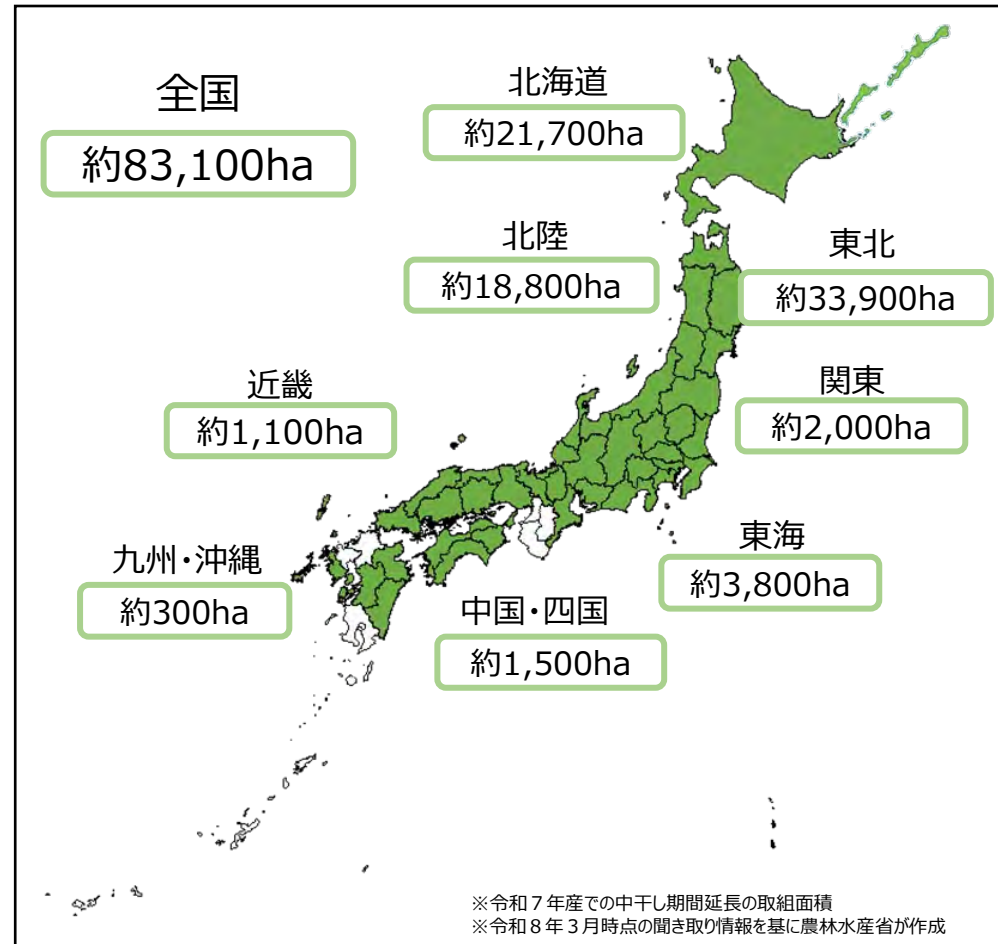 全国
約83,100ha
北海道
約21,700ha
北陸
約18,800ha
東北
約33,900ha
近畿
約1,100ha
関東
約2,000ha
東海
約3,800ha
九州・沖縄
約300ha
中国・四国
約1,500ha
※令和７年産での中干し期間延長の取組面積
※令和８年３月時点の聞き取り情報を基に農林水産省が作成